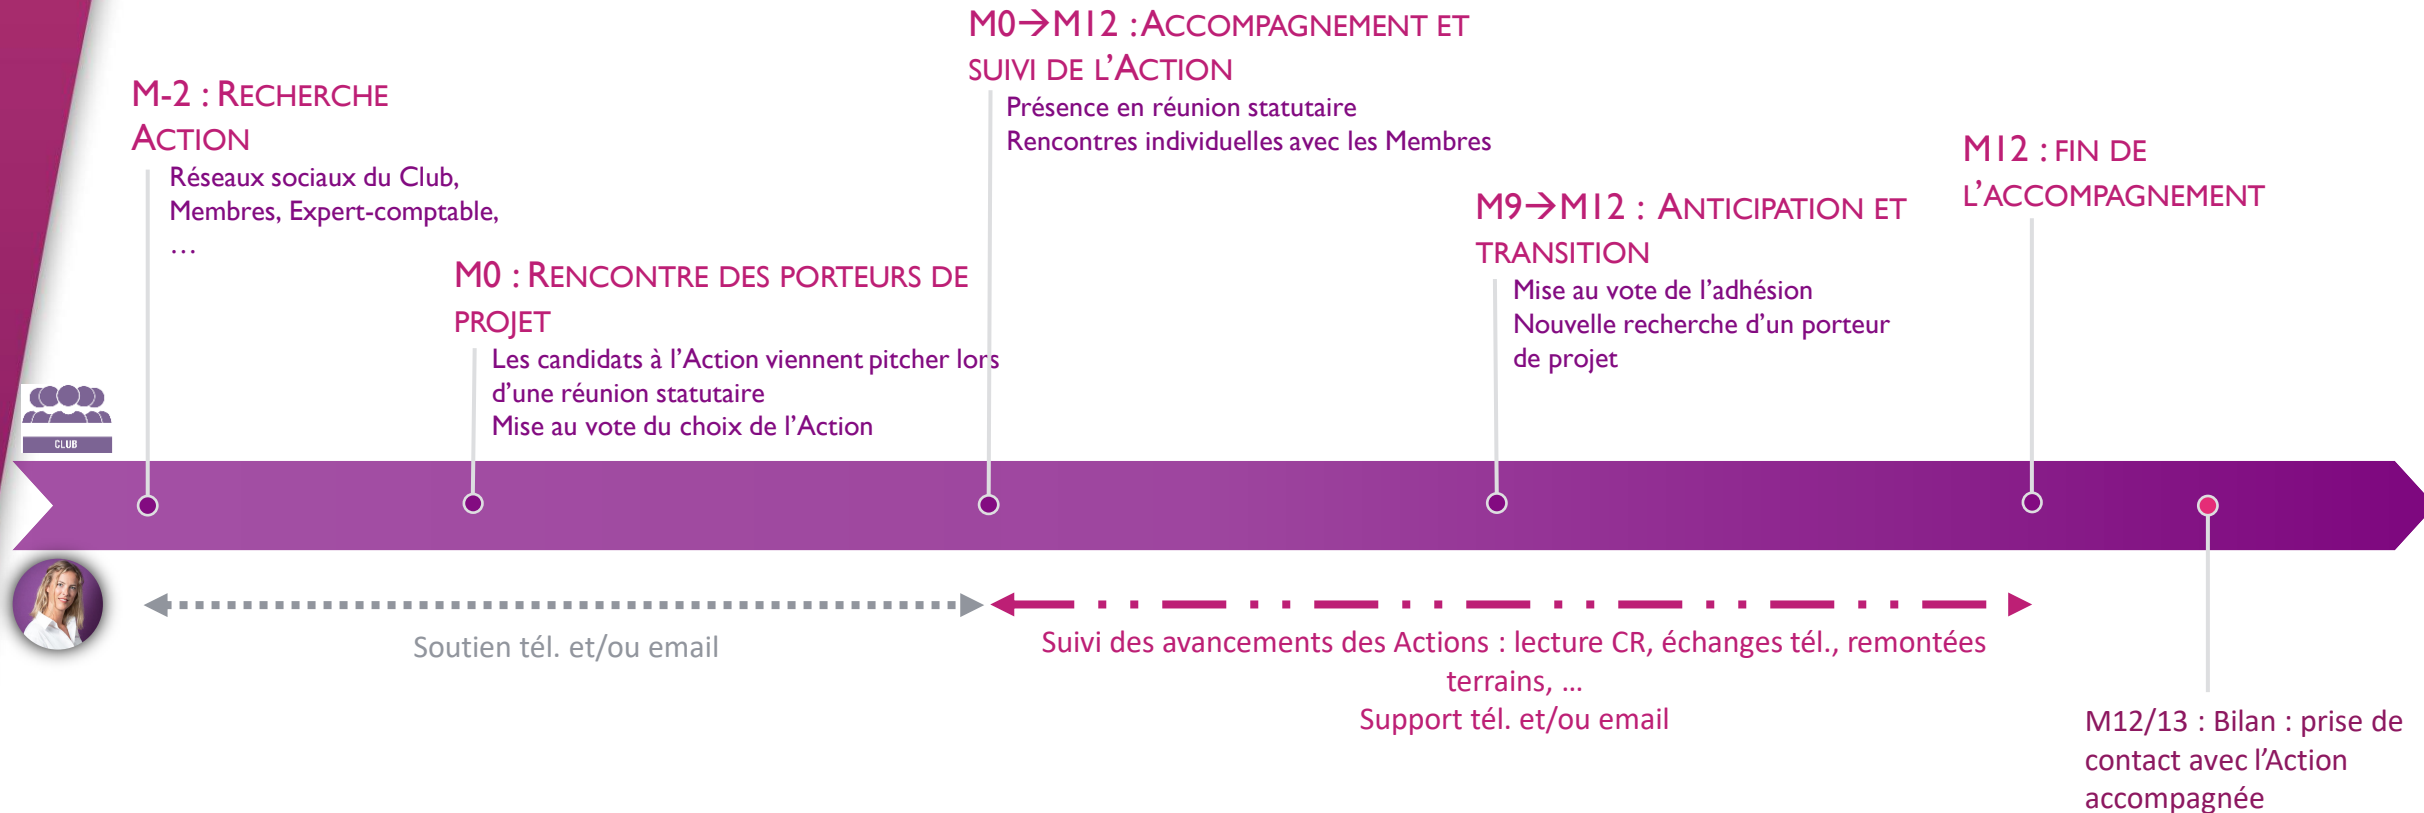 M-2 : Recherche
Action
Réseaux sociaux du Club,
Membres, Expert-comptable,
…
M0 : Rencontre des porteurs de
projet
Les candidats à l’Action viennent pitcher lors
d’une réunion statutaire
Mise au vote du choix de l’Action
M0→M12 : Accompagnement et
suivi de l’Action
Présence en réunion statutaire
Rencontres individuelles avec les Membres
M9→M12 : Anticipation et
transition
Mise au vote de l’adhésion
Nouvelle recherche d’un porteur
de projet
M12 : fin de
l’accompagnement
CLUB
Soutien tél. et/ou email
Suivi des avancements des Actions : lecture CR, échanges tél., remontées
terrains, …
Support tél. et/ou email
M12/13 : Bilan : prise de
contact avec l’Action
accompagnée